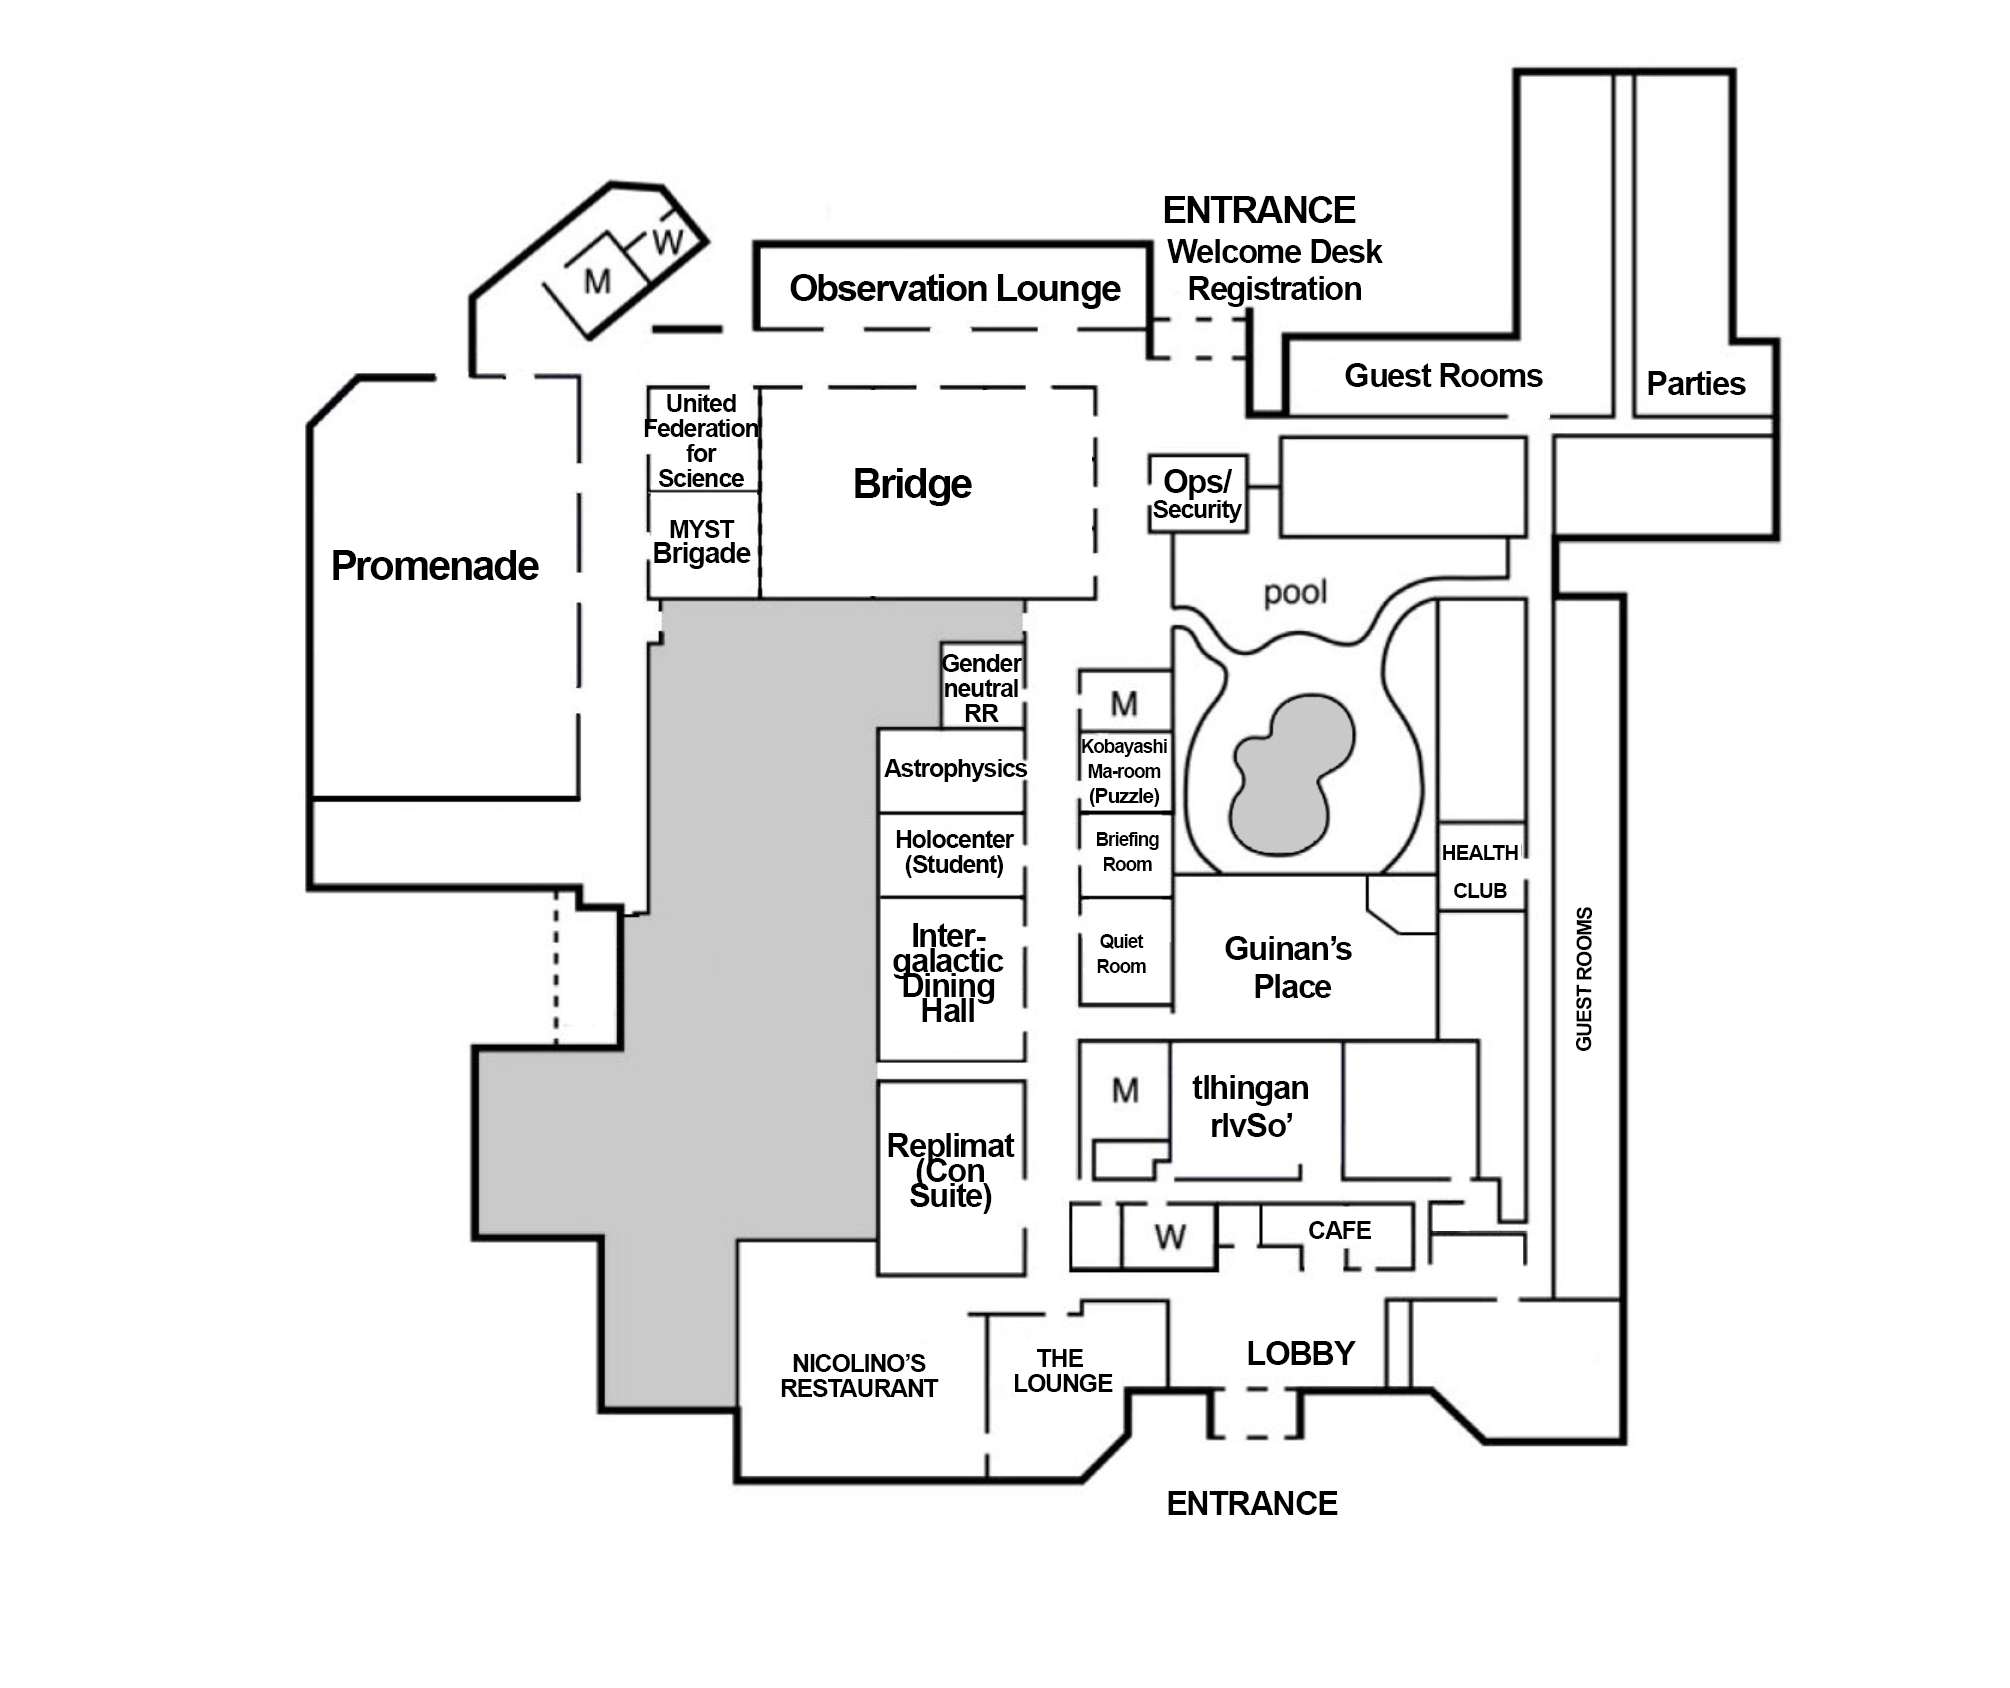 ENTRANCE
Welcome Desk
Registration
W
M
Observation Lounge
Guest Rooms
Parties
United
Federation
for
Science
MYST
Brigade
Bridge
Ops/
Security
Promenade
pool
Gender
neutral
RR
M
Astrophysics
Kobayashi
Ma-room
(Puzzle)
Holocenter
(Student)
Briefing
Room
HEALTH
CLUB
Inter-
galactic
Dining
Hall
Quiet
Room
Guinan’s
Place
GUEST ROOMS
M
tlhingan
rIvSo’
Replimat
(Con
Suite)
W
CAFE
NICOLINO’S
RESTAURANT
THE
LOUNGE
LOBBY
ENTRANCE